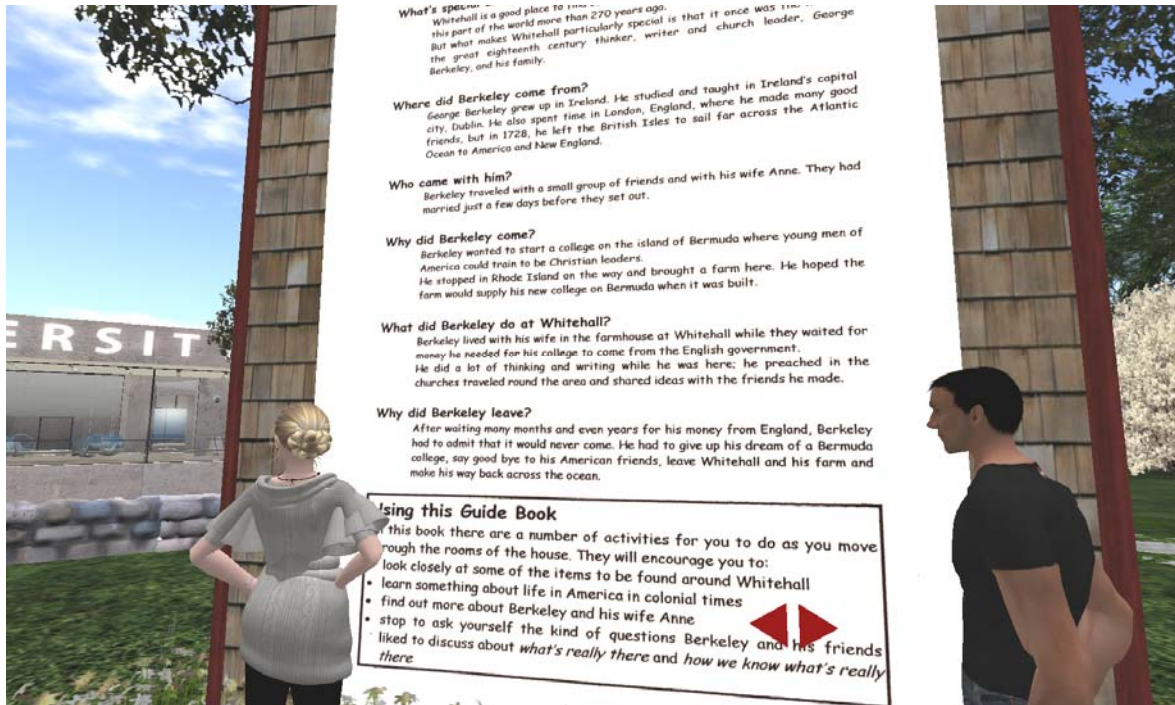 What's special
Whitehall is a good place to
this part of the world more than 270 years ago.
But what makes Whitehall particularly special is that it once was
the great eighteenth century thinker, writer and church leader, George
Berkeley, and his family.
Where did Berkeley come from?
George Berkeley grew up in Ireland. He studied and taught in Ireland's capital
city, Dublin. He also spent time in London, England, where he made many good
friends, but in 1728, he left the British Isles to sail far across the Atlantic
Ocean to America and New England.
Who came with him?
Berkeley traveled with a small group of friends and with his wife Anne. They had
married just a few days before they set out.
Why did Berkeley come?
Berkeley wanted to start a college on the island of Bermuda where young men of
America could train to be Christian leaders.
He stopped in Rhode Island on the way and brought a farm here. He hoped the
farm would supply his new college on Bermuda when it was built.
What did Berkeley do at Whitehall?
Berkeley lived with his wife in the farmhouse at Whitehall while they waited for
money he needed for his college to come from the English government.
He did a lot of thinking and writing while he was here; he preached in the
churches traveled round the area and shared ideas with the friends he made.
Why did Berkeley leave?
After waiting many months and even years for his money from England, Berkeley
had to admit that it would never come. He had to give up his dream of a Bermuda
college, say good bye to his American friends, leave Whitehall and his farm and
make his way back across the ocean.
Using this Guide Book
this book there are a number of activities for you to do as you move
rough the rooms of the house. They will encourage you to:
look closely at some of the items to be found around Whitehall
• learn something about life in America in colonial times
• find out more about Berkeley and his wife Anne
• stop to ask yourself the kind of questions Berkeley and his friends
liked to discuss about what's really there and how we know what's really
there
ERSIT